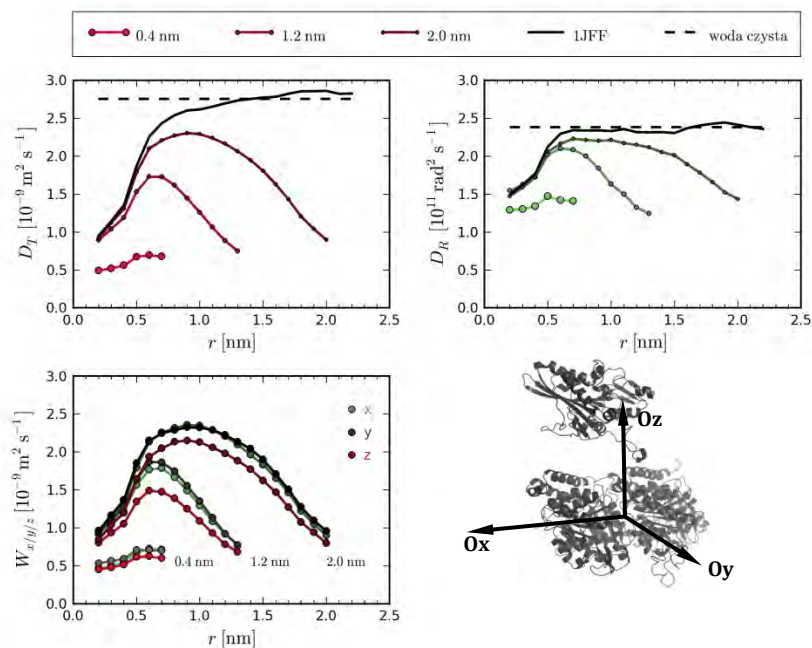 0.4 nm 1.2 nm 2.0 nm 1JFF woda czysta
3.0
2.5
2.0
1.5
1.0
0.5
0.0
D_T [10⁻⁹ m² s⁻¹]
0.0 0.5 1.0 1.5 2.0 2.5
r [nm]
3.0
2.5
2.0
1.5
1.0
0.5
0.0
D_R [10¹¹ rad² s⁻¹]
0.0 0.5 1.0 1.5 2.0 2.5
r [nm]
3.0
2.5
2.0
1.5
1.0
0.5
0.0
W_x/y/z [10⁻⁹ m² s⁻¹]
x
y
z
0.4 nm 1.2 nm 2.0 nm
0.0 0.5 1.0 1.5 2.0 2.5
r [nm]
Oz
Ox
Oy